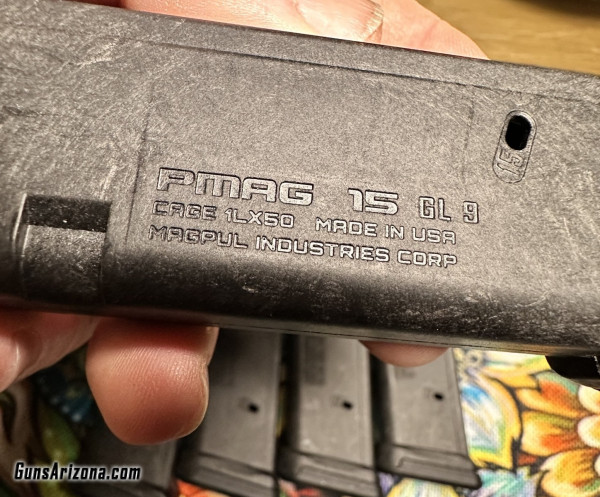 15
PMAG 15 GL 9
CAGE 1LX50 MADE IN USA
MAGPUL INDUSTRIES CORP
GunsArizona.com